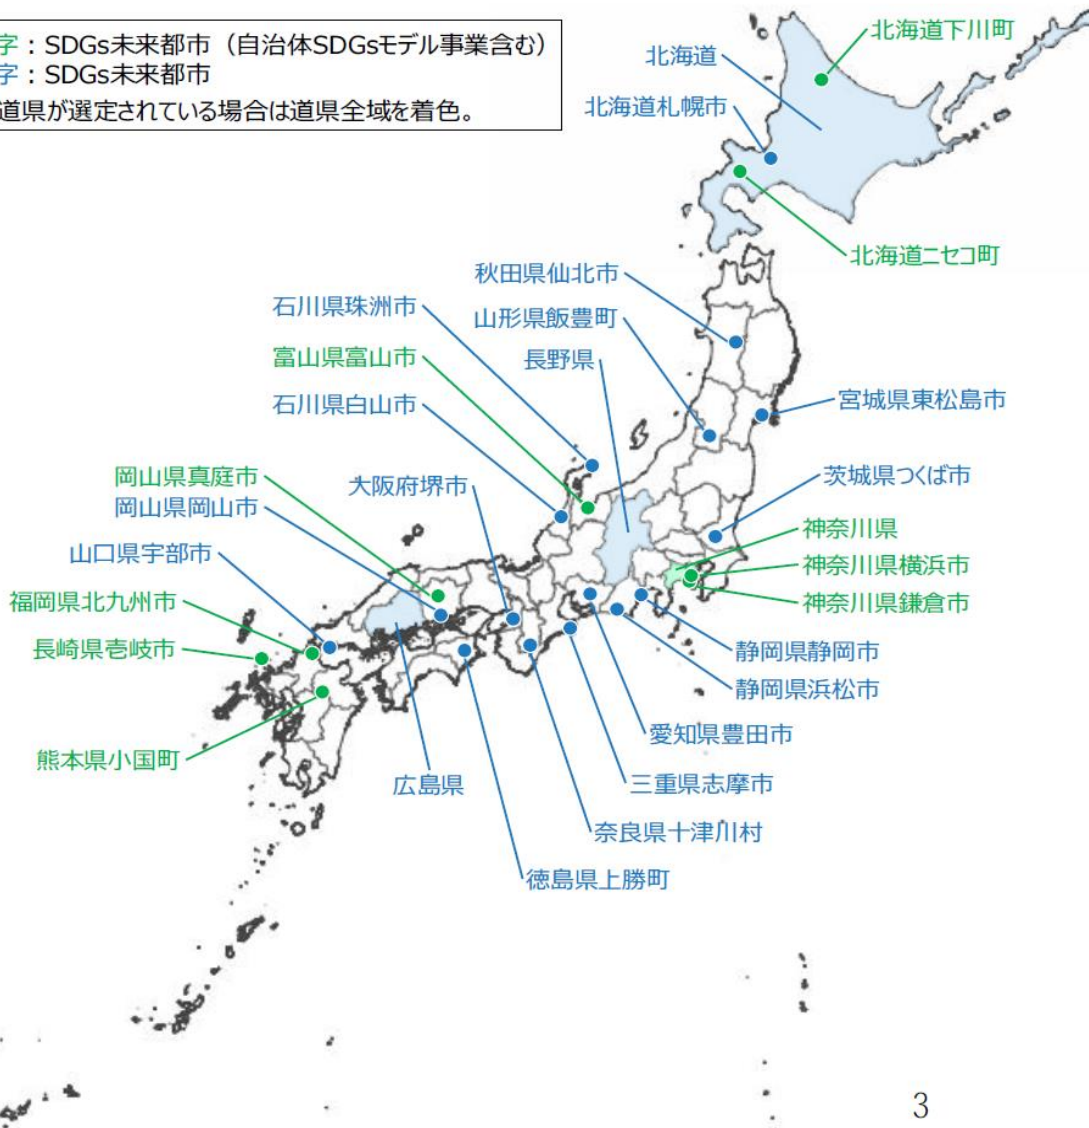 字：SDGs未来都市（自治体SDGsモデル事業含む）
字：SDGs未来都市
道県が選定されている場合は道県全域を着色。
北海道下川町
北海道
北海道札幌市
北海道ニセコ町
秋田県仙北市
石川県珠洲市
山形県飯豊町
富山県富山市
長野県
石川県白山市
宮城県東松島市
岡山県真庭市
大阪府堺市
茨城県つくば市
岡山県岡山市
神奈川県
山口県宇部市
神奈川県横浜市
福岡県北九州市
神奈川県鎌倉市
長崎県壱岐市
静岡県静岡市
静岡県浜松市
愛知県豊田市
熊本県小国町
広島県
三重県志摩市
奈良県十津川村
徳島県上勝町
3